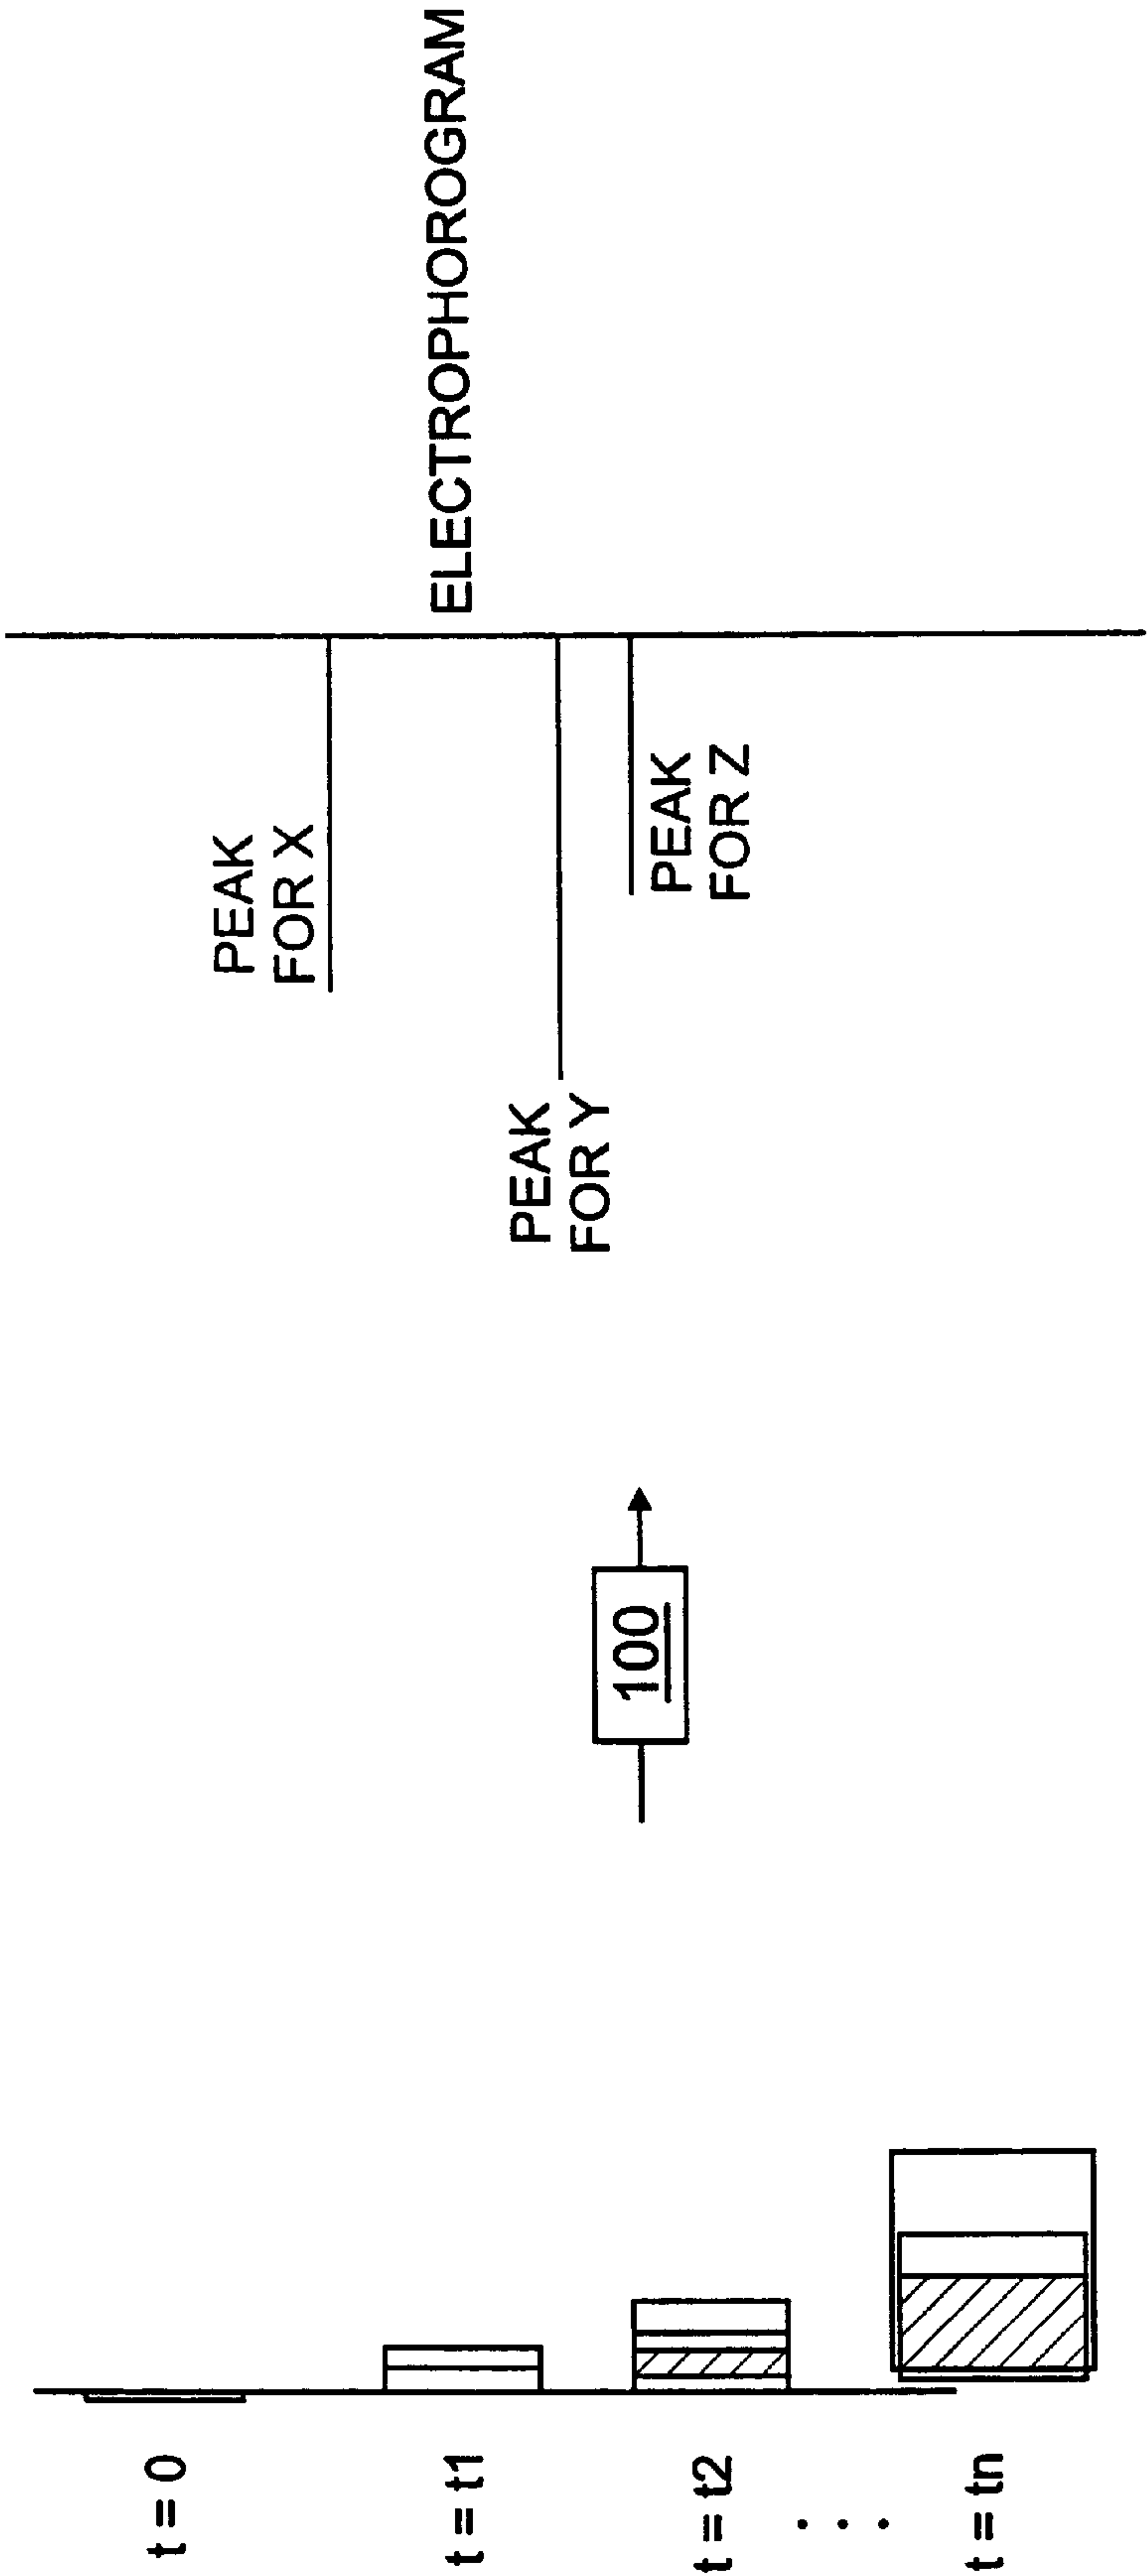 t = 0
t = t1
t = t2
. . .
t = tn
100
PEAK
FOR X
PEAK
FOR Y
PEAK
FOR Z
ELECTROPHOROGRAM